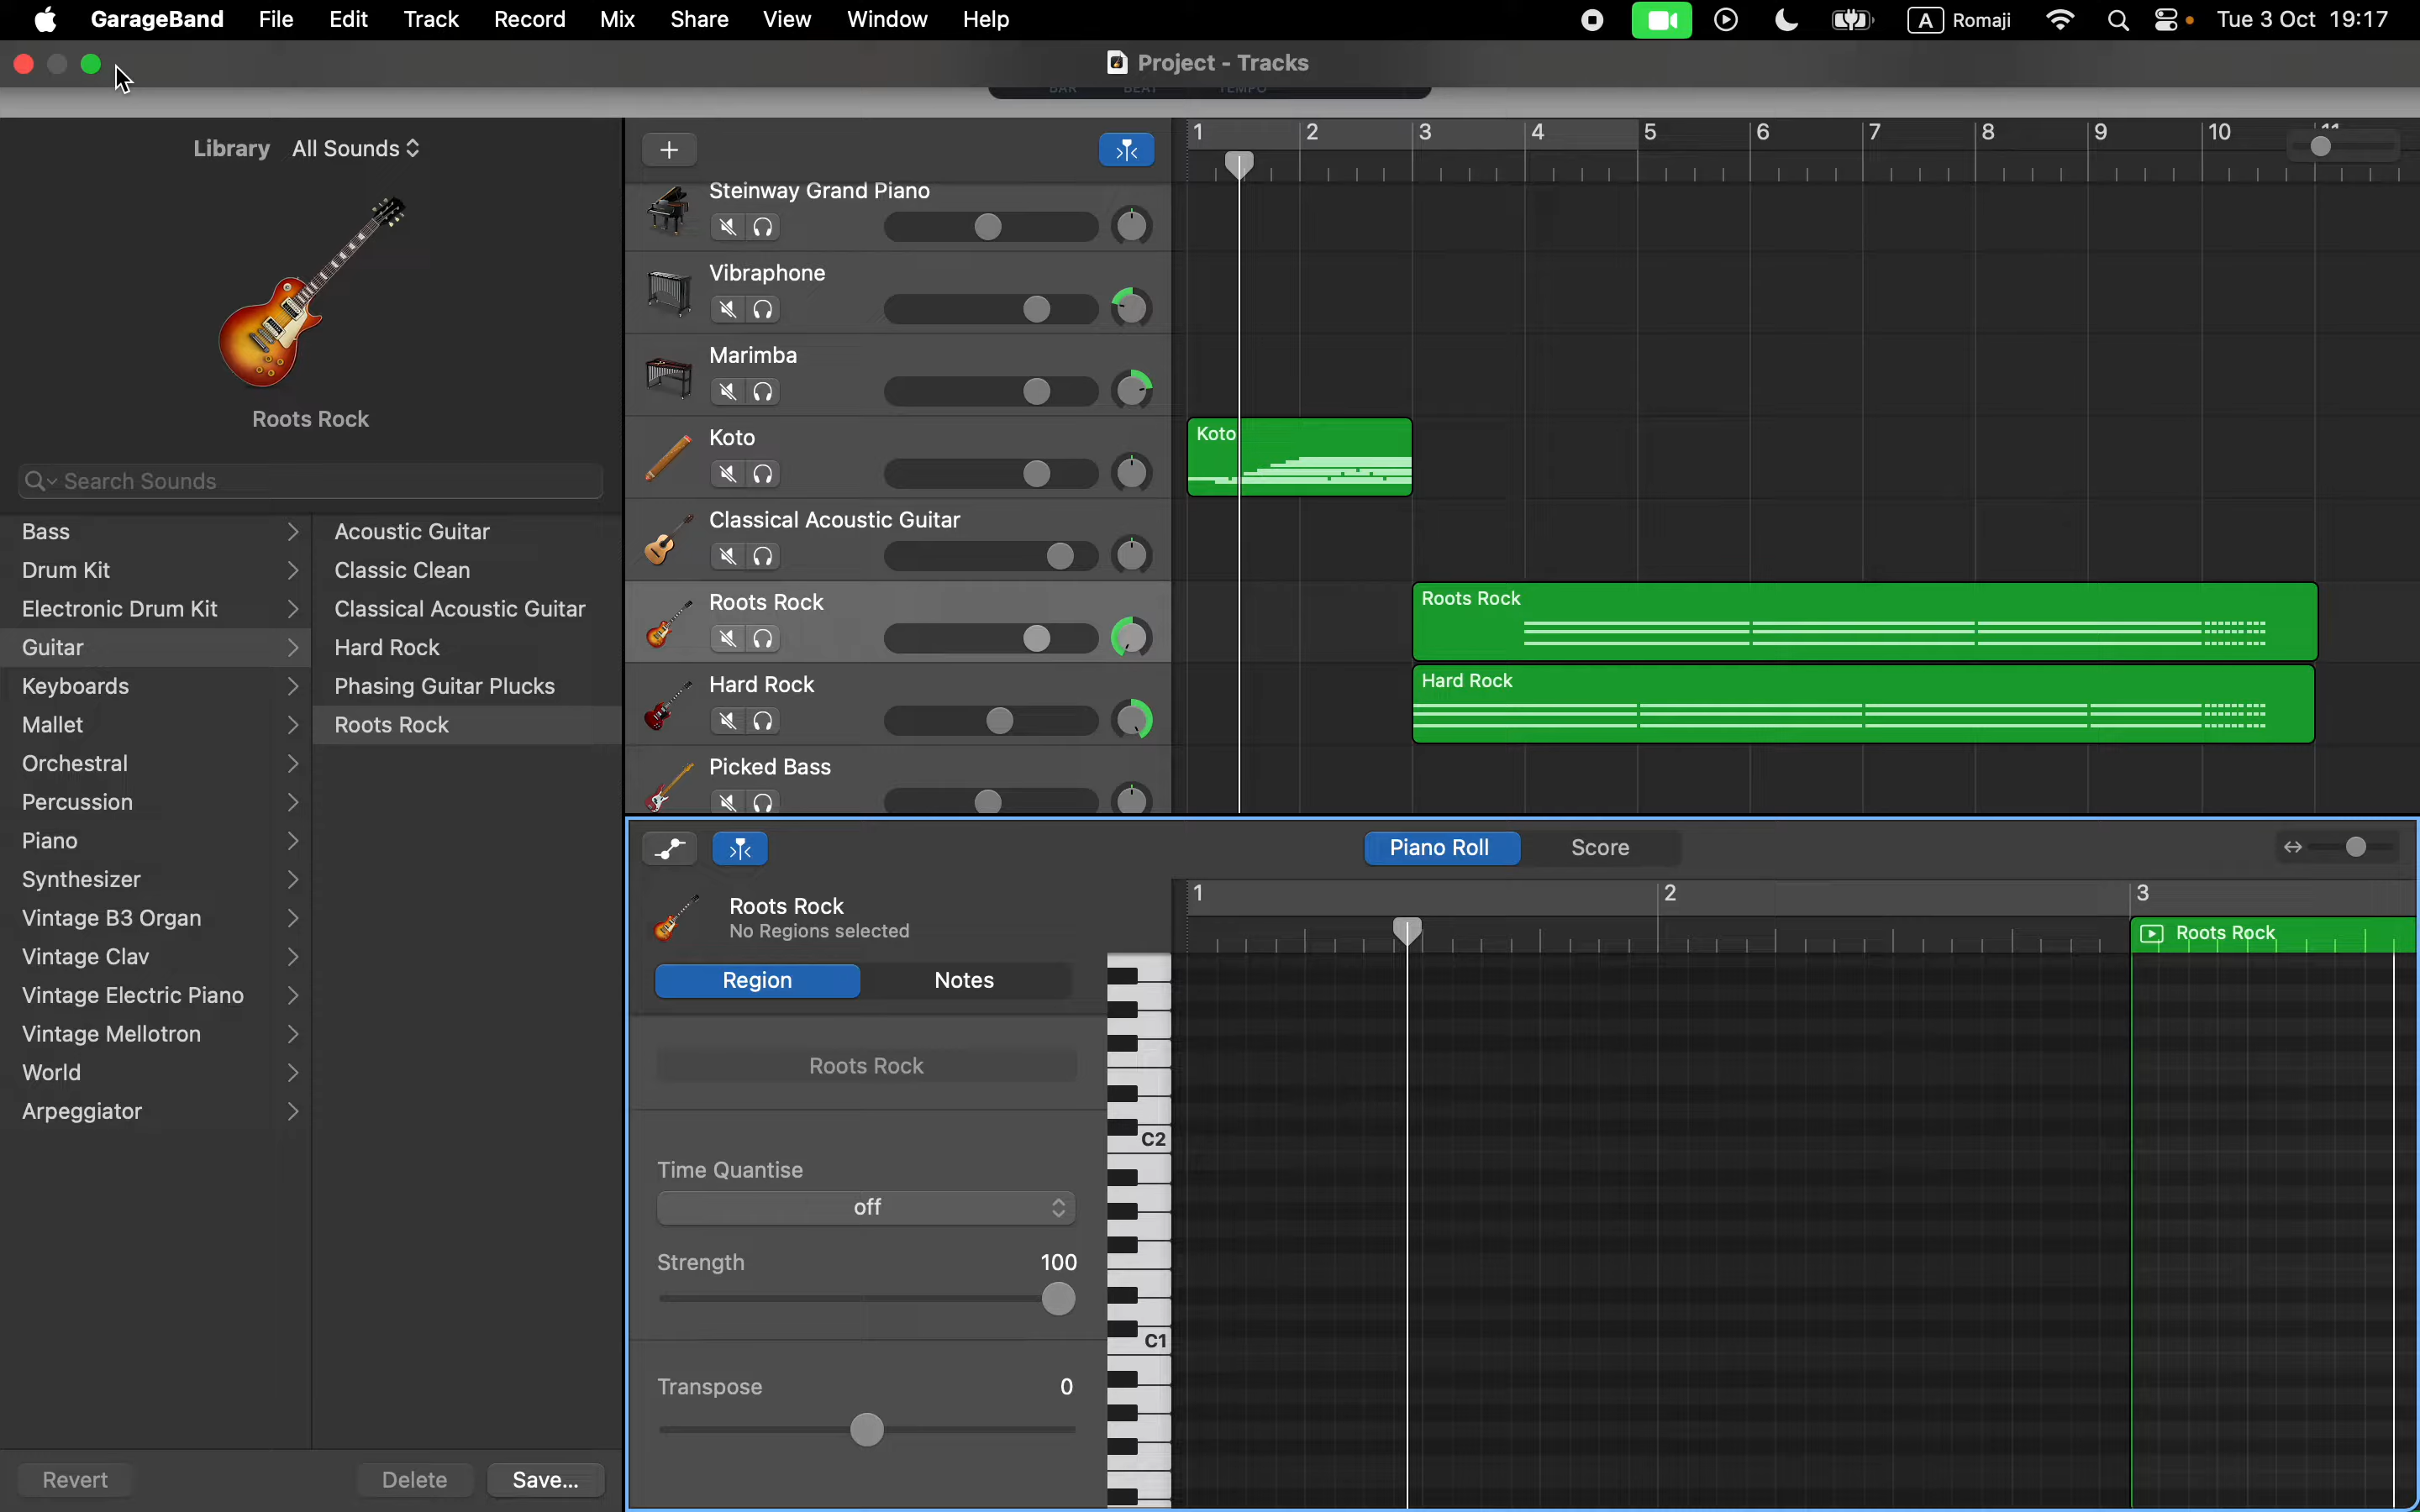 GarageBand File Edit Track Record Mix Share View Window Help A Romaji Tue 3 Oct 19:17
Project - Tracks
BAR BEAT TEMPO
Library All Sounds
Roots Rock
Search Sounds
Bass
Drum Kit
Electronic Drum Kit
Guitar
Keyboards
Mallet
Orchestral
Percussion
Piano
Synthesizer
Vintage B3 Organ
Vintage Clav
Vintage Electric Piano
Vintage Mellotron
World
Arpeggiator
Acoustic Guitar
Classic Clean
Classical Acoustic Guitar
Hard Rock
Phasing Guitar Plucks
Roots Rock
Revert Delete Save...
1 2 3 4 5 6 7 8 9 10 11
Steinway Grand Piano
Vibraphone
Marimba
Koto
Koto
Classical Acoustic Guitar
Roots Rock
Roots Rock
Hard Rock
Hard Rock
Picked Bass
Piano Roll Score
1 2 3
Roots Rock
No Regions selected
Roots Rock
Region Notes
Roots Rock
C2
Time Quantise
off
Strength 100
C1
Transpose 0